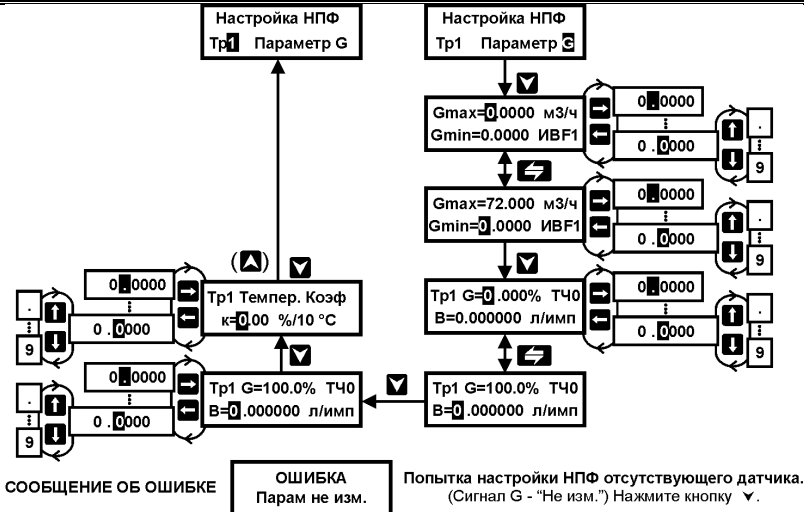 Настройка НПФ
Тр1 Параметр G
Настройка НПФ
Тр1 Параметр G
Gmax=0.0000 м3/ч
Gmin=0.0000 ИВF1
0.0000
0.0000
.
9
Gmax=72.000 м3/ч
Gmin=0.0000 ИВF1
0.0000
0.0000
.
9
Тр1 G=0.000% ТЧ0
В=0.000000 л/имп
0.0000
0.0000
.
9
Тр1 G=100.0% ТЧ0
В=0.000000 л/имп
Тр1 G=100.0% ТЧ0
В=0.000000 л/имп
0.0000
0.0000
.
9
( )
Тр1 Темпер. Коэф
к=0.00 %/10 °C
0.0000
0.0000
.
9
СООБЩЕНИЕ ОБ ОШИБКЕ
ОШИБКА
Парам не изм.
Попытка настройки НПФ отсутствующего датчика.
(Сигнал G - “Не изм.”) Нажмите кнопку .